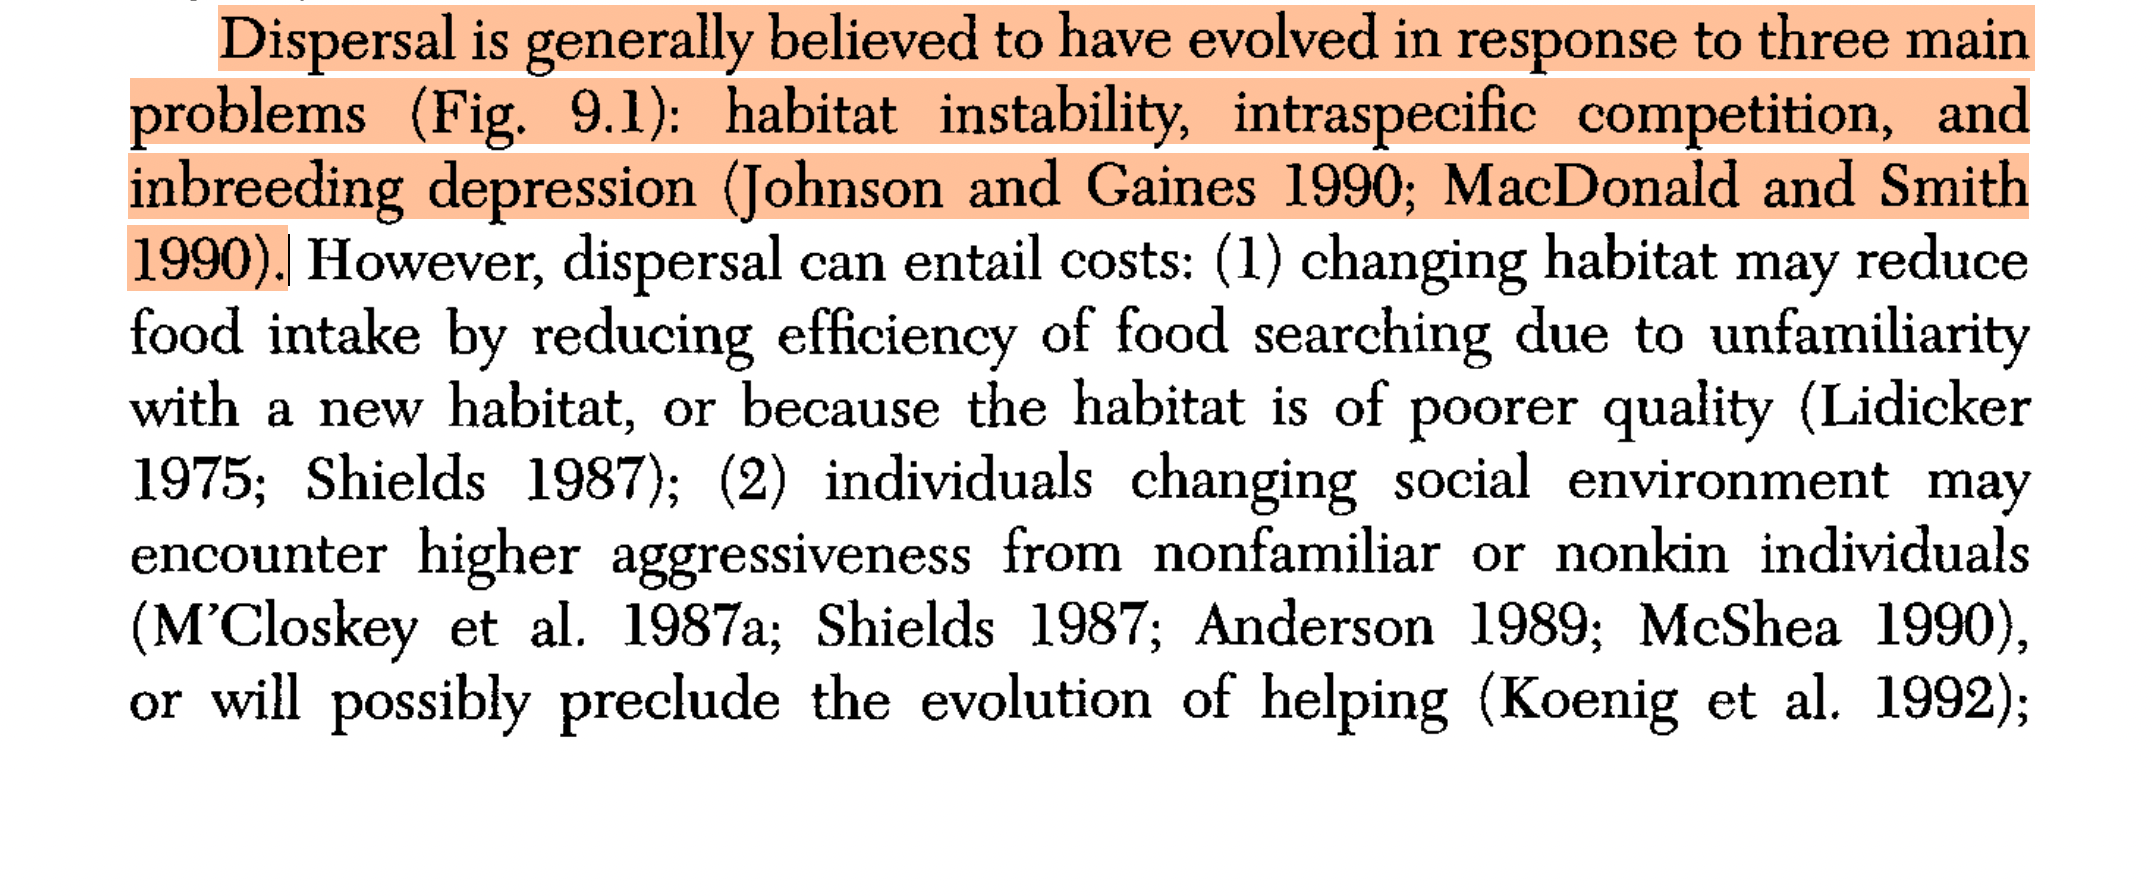 Dispersal is generally believed to have evolved in response to three main
problems (Fig. 9.1): habitat instability, intraspecific competition, and
inbreeding depression (Johnson and Gaines 1990; MacDonald and Smith
1990). However, dispersal can entail costs: (1) changing habitat may reduce
food intake by reducing efficiency of food searching due to unfamiliarity
with a new habitat, or because the habitat is of poorer quality (Lidicker
1975; Shields 1987); (2) individuals changing social environment may
encounter higher aggressiveness from nonfamiliar or nonkin individuals
(M’Closkey et al. 1987a; Shields 1987; Anderson 1989; McShea 1990),
or will possibly preclude the evolution of helping (Koenig et al. 1992);